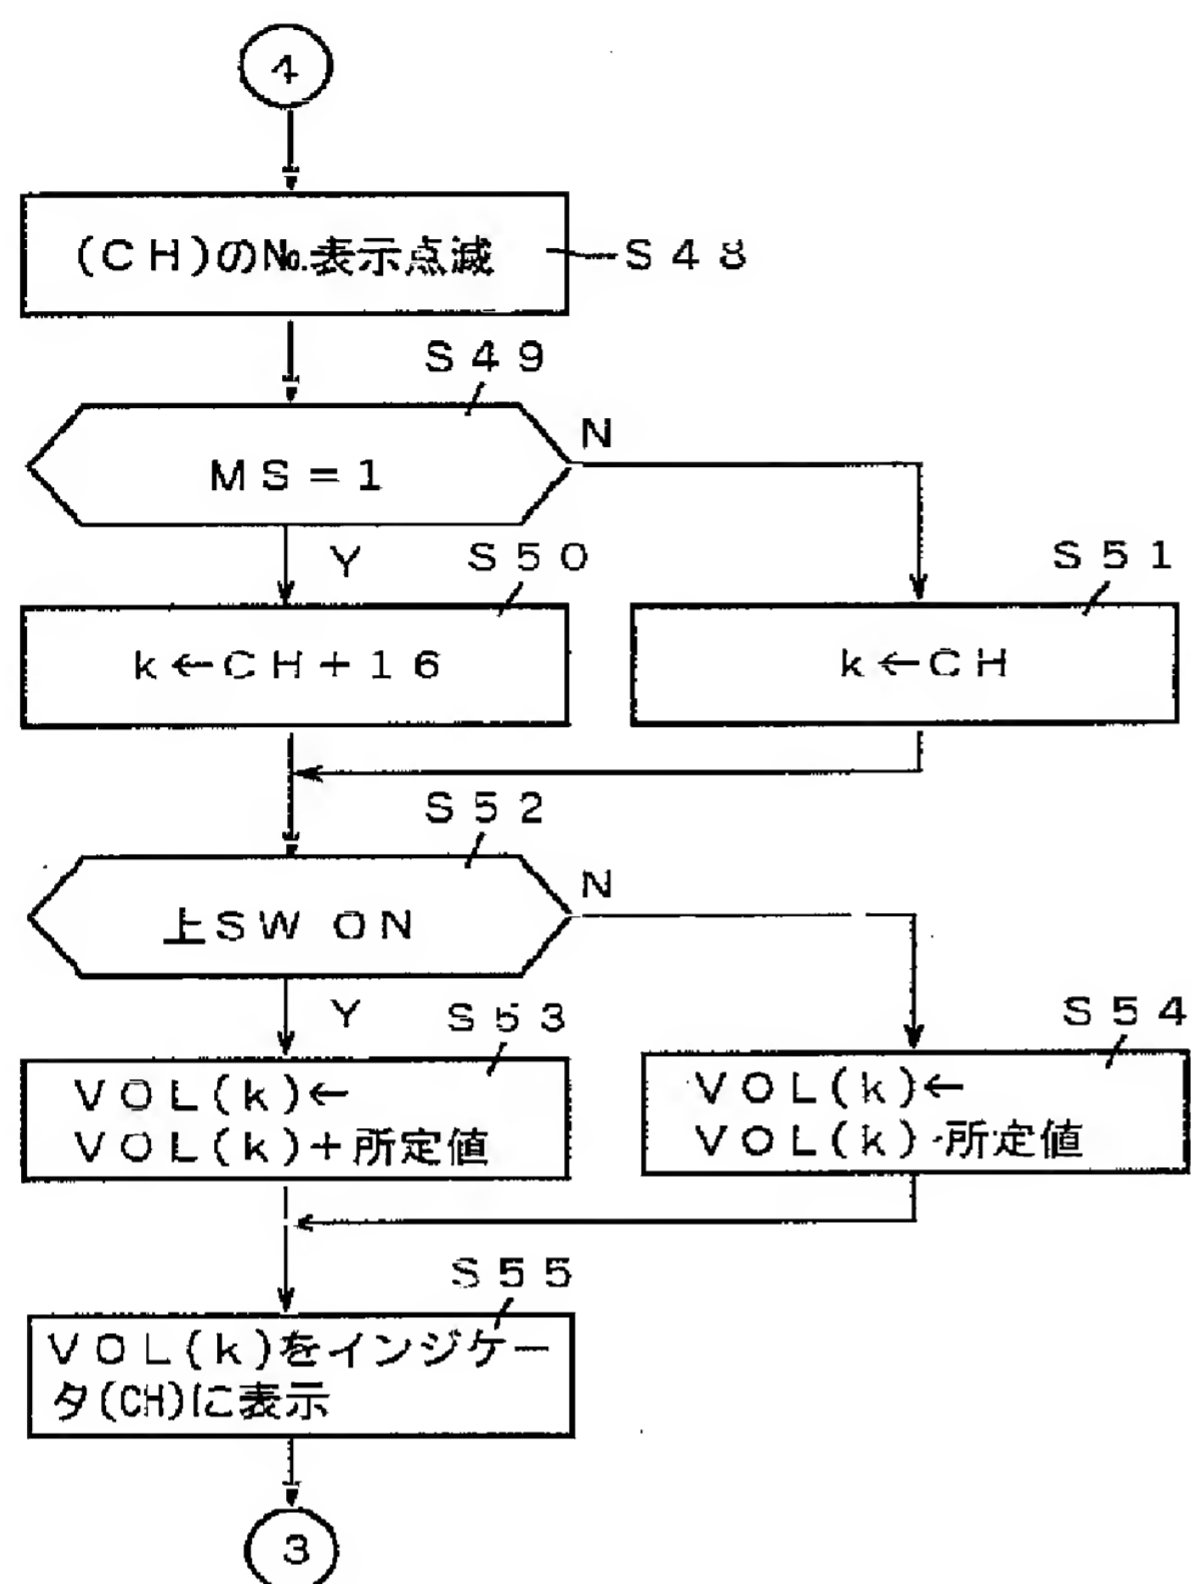 4
(CH)の№.表示点滅
S48
S49
MS=1
N
Y
S50
S51
k←CH+16
k←CH
S52
上SW ON
N
Y
S53
S54
VOL(k)←
VOL(k)+所定値
VOL(k)←
VOL(k)-所定値
S55
VOL(k)をインジケー
タ(CH)に表示
3